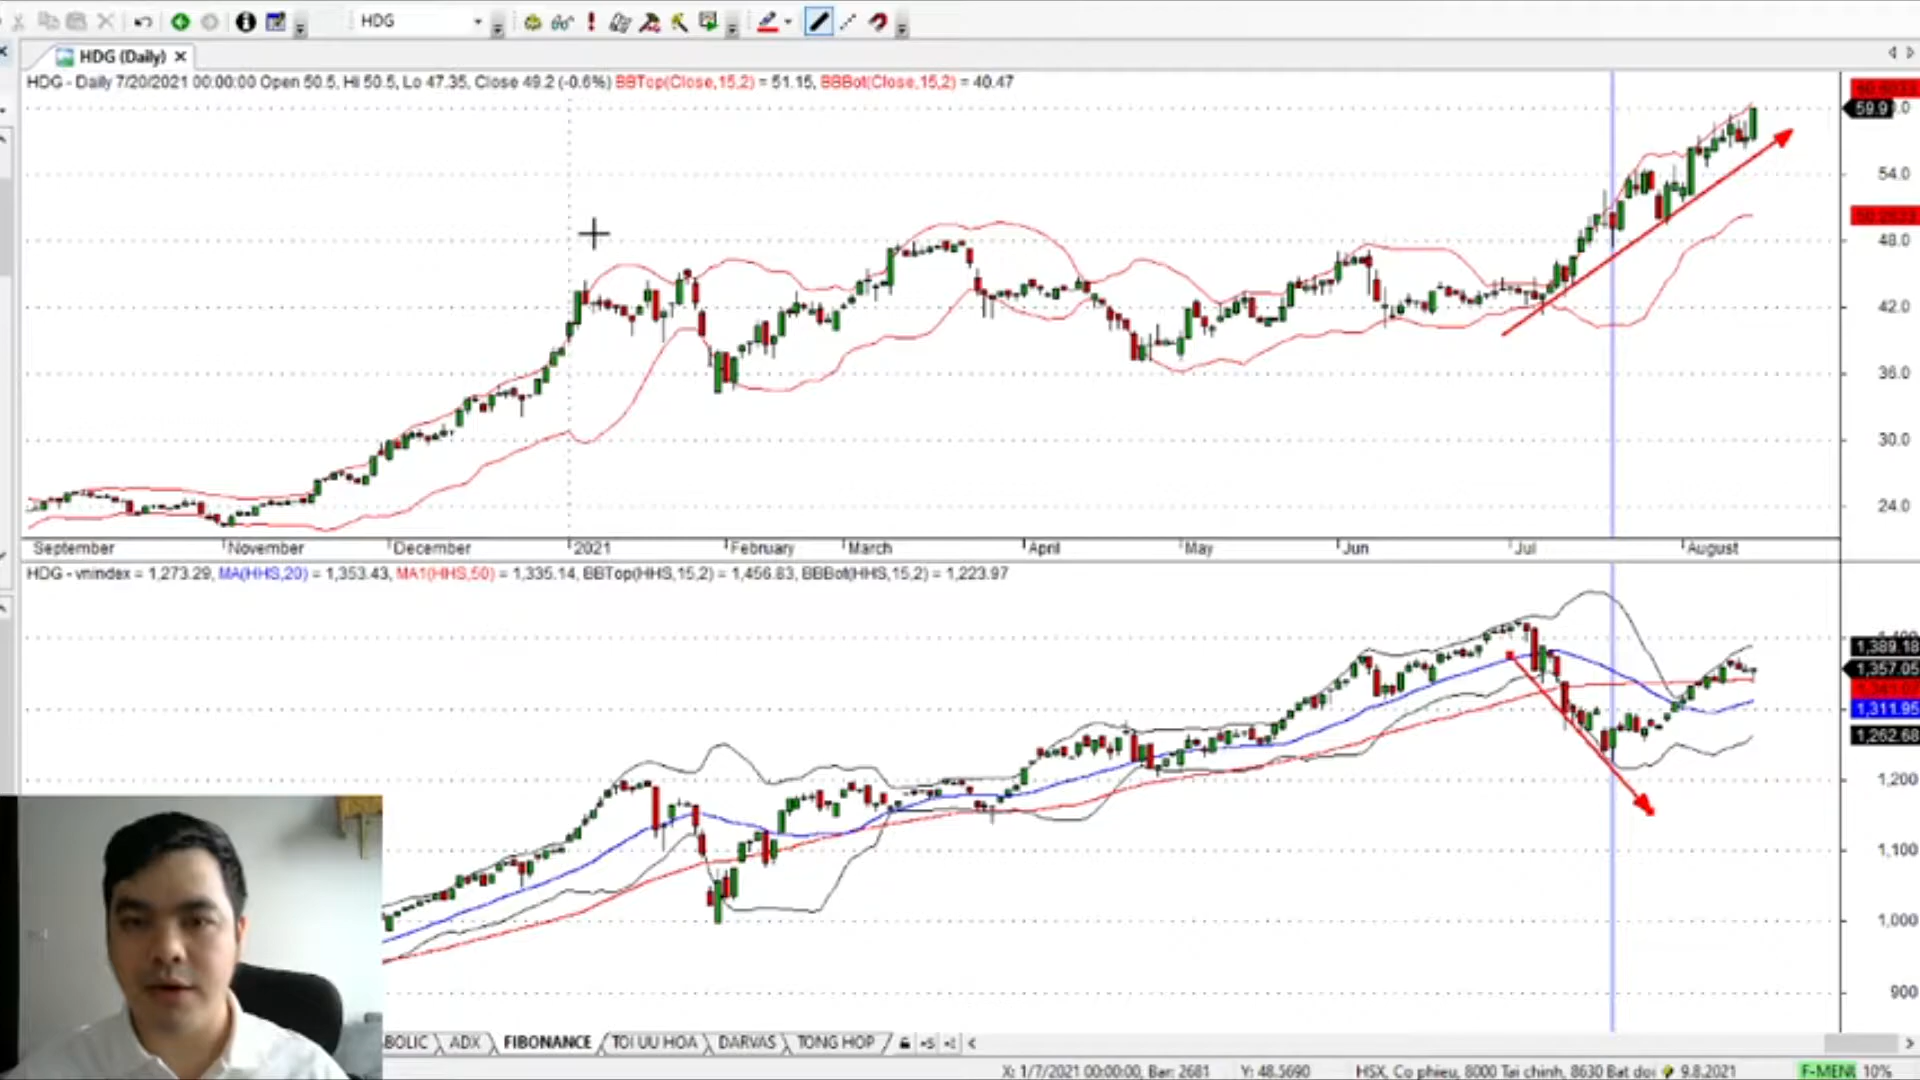 HDG
HDG (Daily)
HDG - Daily 7/20/2021 00:00:00 Open 50.5, Hi 50.5, Lo 47.35, Close 49.2 (-0.6%) BBTop(Close,15,2) = 51.15, BBBot(Close,15,2) = 40.47
59.9
54.0
48.0
42.0
36.0
30.0
24.0
September November December 2021 February March April May Jun Jul August
HDG - vnindex = 1,273.29, MA(HHS,20) = 1,353.43, MA1(HHS,50) = 1,335.14, BBTop(HHS,15,2) = 1,456.83, BBBot(HHS,15,2) = 1,223.97
1,389.18
1,357.05
1,311.95
1,262.68
1,200
1,100
1,000
900
BOLIC ADX FIBONANCE TOI UU HOA DARVAS TONG HOP
X: 1/7/2021 00:00:00, Bar: 2681 Y: 48.5690 HSX, Co phieu, 8000 Tai chinh, 8630 Bat doi 9.8.2021 F-MENU 10%